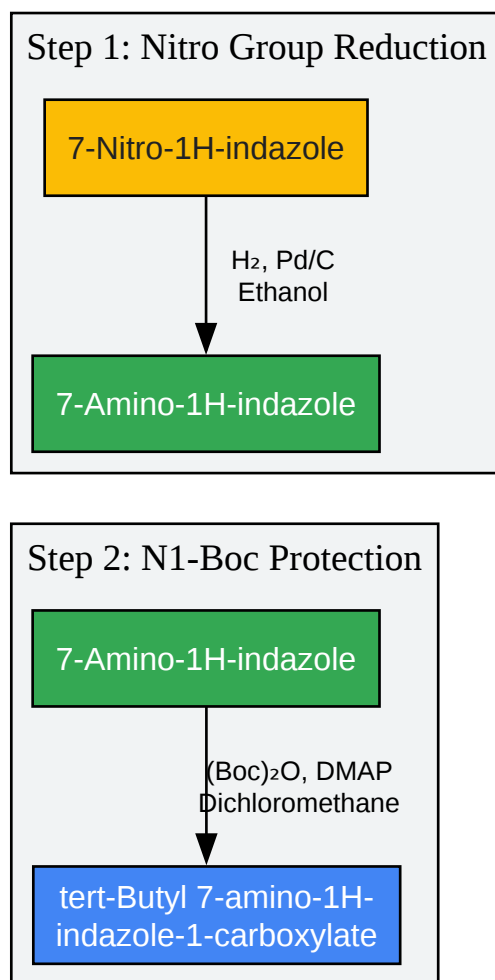 Step 1: Nitro Group Reduction
7-Nitro-1H-indazole
H₂, Pd/C
Ethanol
7-Amino-1H-indazole
Step 2: N1-Boc Protection
7-Amino-1H-indazole
(Boc)₂O, DMAP
Dichloromethane
tert-Butyl 7-amino-1H-
indazole-1-carboxylate